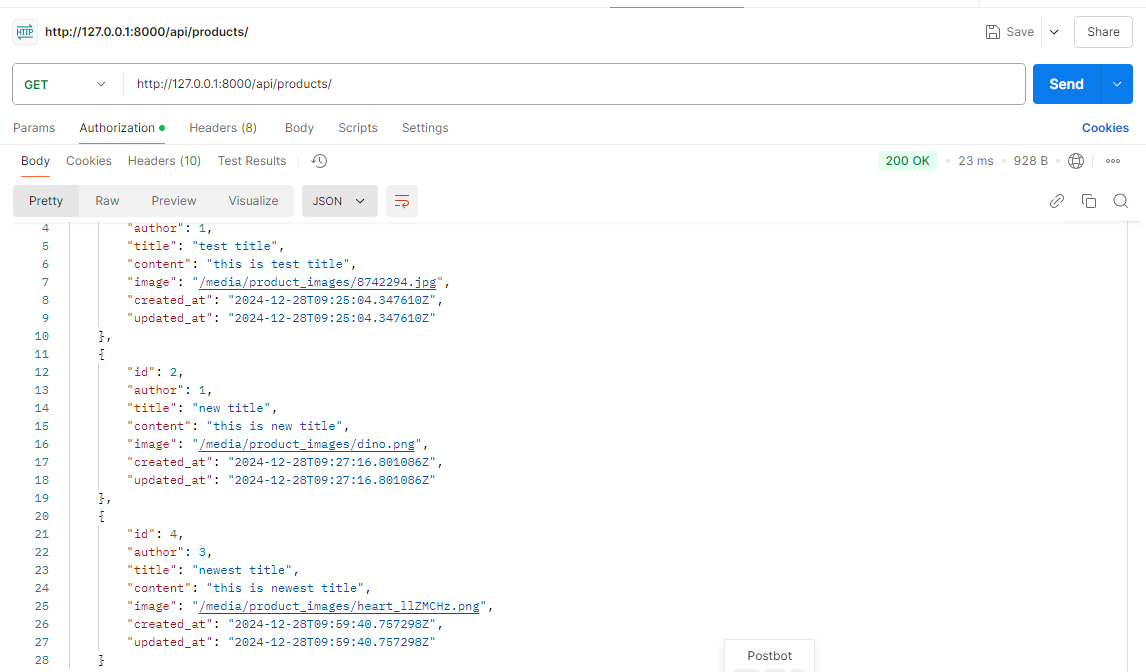 HTTP http://127.0.0.1:8000/api/products/ Save Share
GET http://127.0.0.1:8000/api/products/ Send
Params Authorization Headers (8) Body Scripts Settings Cookies
Body Cookies Headers (10) Test Results 200 OK 23 ms 928 B
Pretty Raw Preview Visualize JSON
4 "author": 1,
5 "title": "test title",
6 "content": "this is test title",
7 "image": "/media/product_images/8742294.jpg",
8 "created_at": "2024-12-28T09:25:04.347610Z",
9 "updated_at": "2024-12-28T09:25:04.347610Z"
10 },
11 {
12 "id": 2,
13 "author": 1,
14 "title": "new title",
15 "content": "this is new title",
16 "image": "/media/product_images/dino.png",
17 "created_at": "2024-12-28T09:27:16.801086Z",
18 "updated_at": "2024-12-28T09:27:16.801086Z"
19 },
20 {
21 "id": 4,
22 "author": 3,
23 "title": "newest title",
24 "content": "this is newest title",
25 "image": "/media/product_images/heart_llZMCHz.png",
26 "created_at": "2024-12-28T09:59:40.757298Z",
27 "updated_at": "2024-12-28T09:59:40.757298Z"
28 }
Postbot